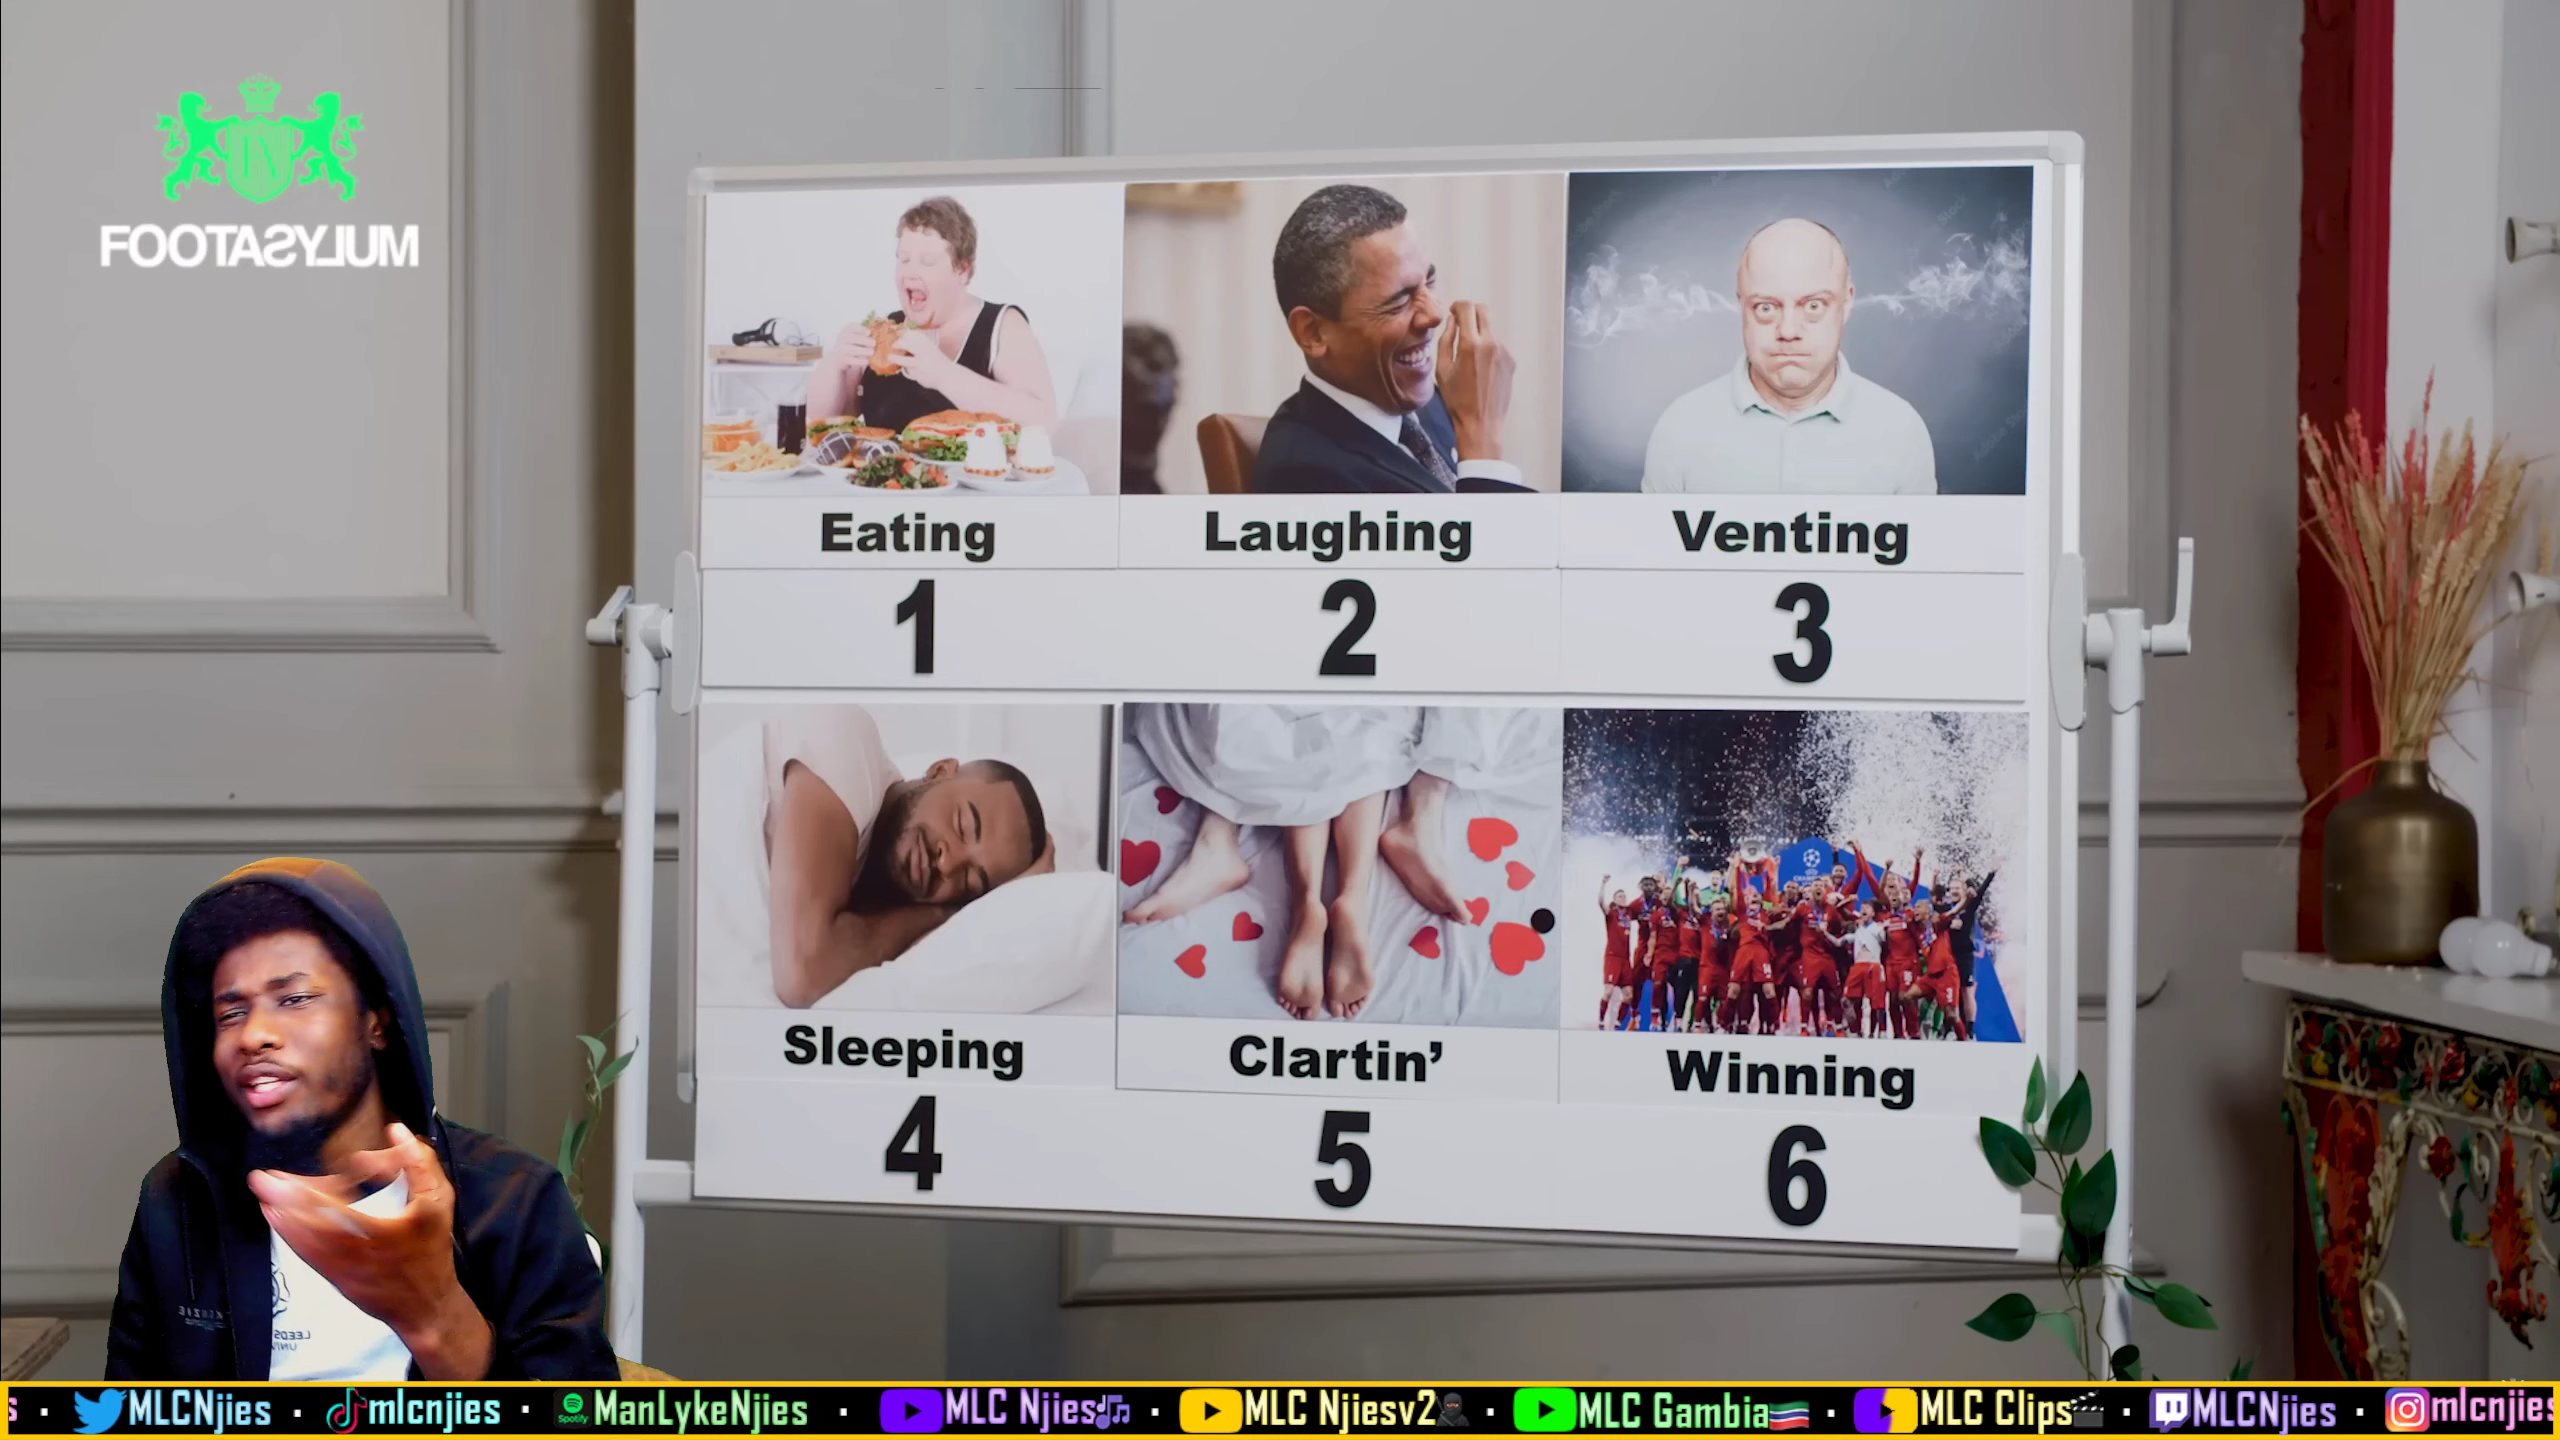 FOOTASYLUM
Eating
Laughing
Venting
1
2
3
Sleeping
Clartin'
Winning
4
5
6
MLCNjies · mlcnjies · ManLykeNjies · MLC Njies · MLC Njiesv2 · MLC Gambia · MLC Clips · MLCNjies · mlcnjies